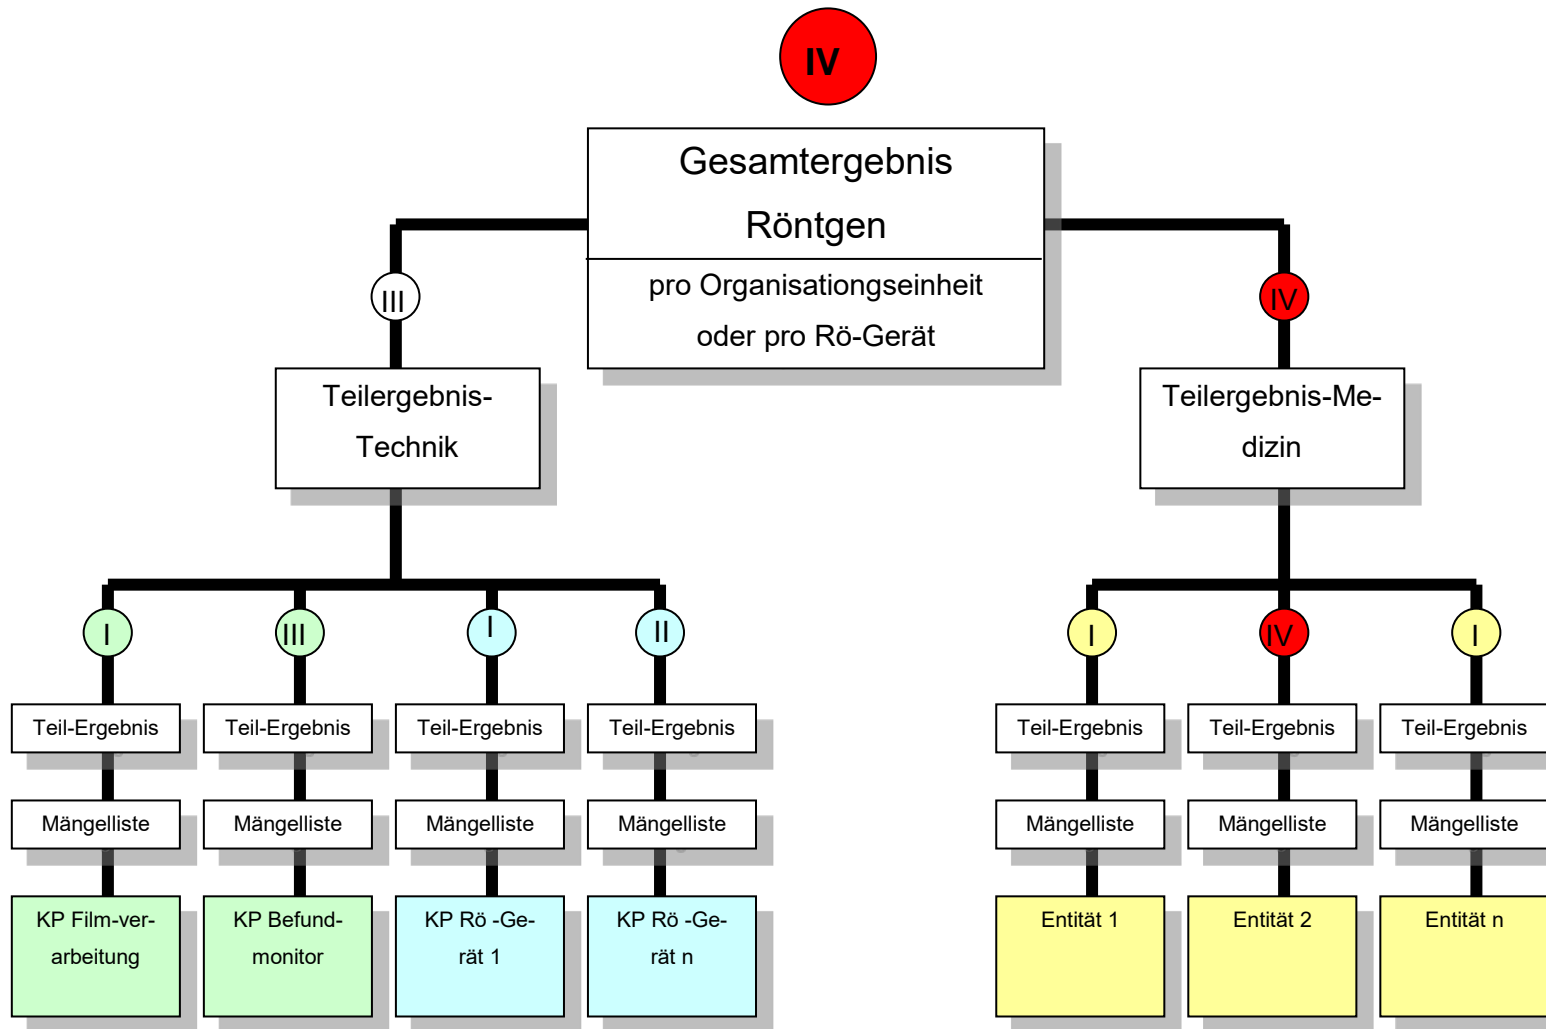 IV
Gesamtergebnis
Röntgen
pro Organisationgseinheit
oder pro Rö-Gerät
III
IV
Teilergebnis-
Technik
Teilergebnis-Me-
dizin
I
III
I
II
I
IV
I
Teil-Ergebnis
Teil-Ergebnis
Teil-Ergebnis
Teil-Ergebnis
Teil-Ergebnis
Teil-Ergebnis
Teil-Ergebnis
Mängelliste
Mängelliste
Mängelliste
Mängelliste
Mängelliste
Mängelliste
Mängelliste
KP Film-ver-
arbeitung
KP Befund-
monitor
KP Rö -Ge-
rät 1
KP Rö -Ge-
rät n
Entität 1
Entität 2
Entität n